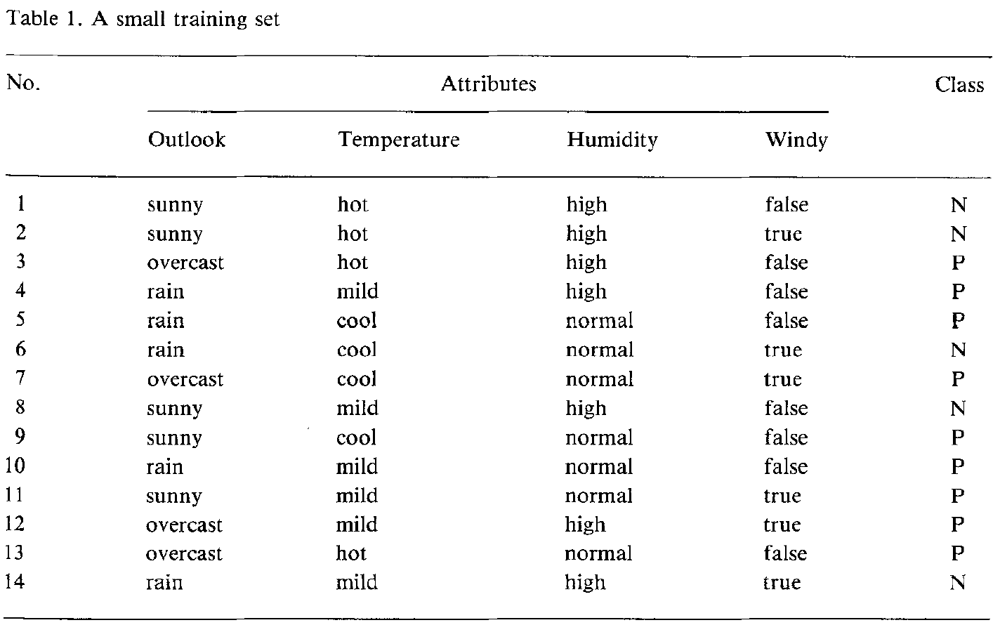 Table 1. A small training set
No. Attributes Class
Outlook Temperature Humidity Windy
1 sunny hot high false N
2 sunny hot high true N
3 overcast hot high false P
4 rain mild high false P
5 rain cool normal false P
6 rain cool normal true N
7 overcast cool normal true P
8 sunny mild high false N
9 sunny cool normal false P
10 rain mild normal false P
11 sunny mild normal true P
12 overcast mild high true P
13 overcast hot normal false P
14 rain mild high true N